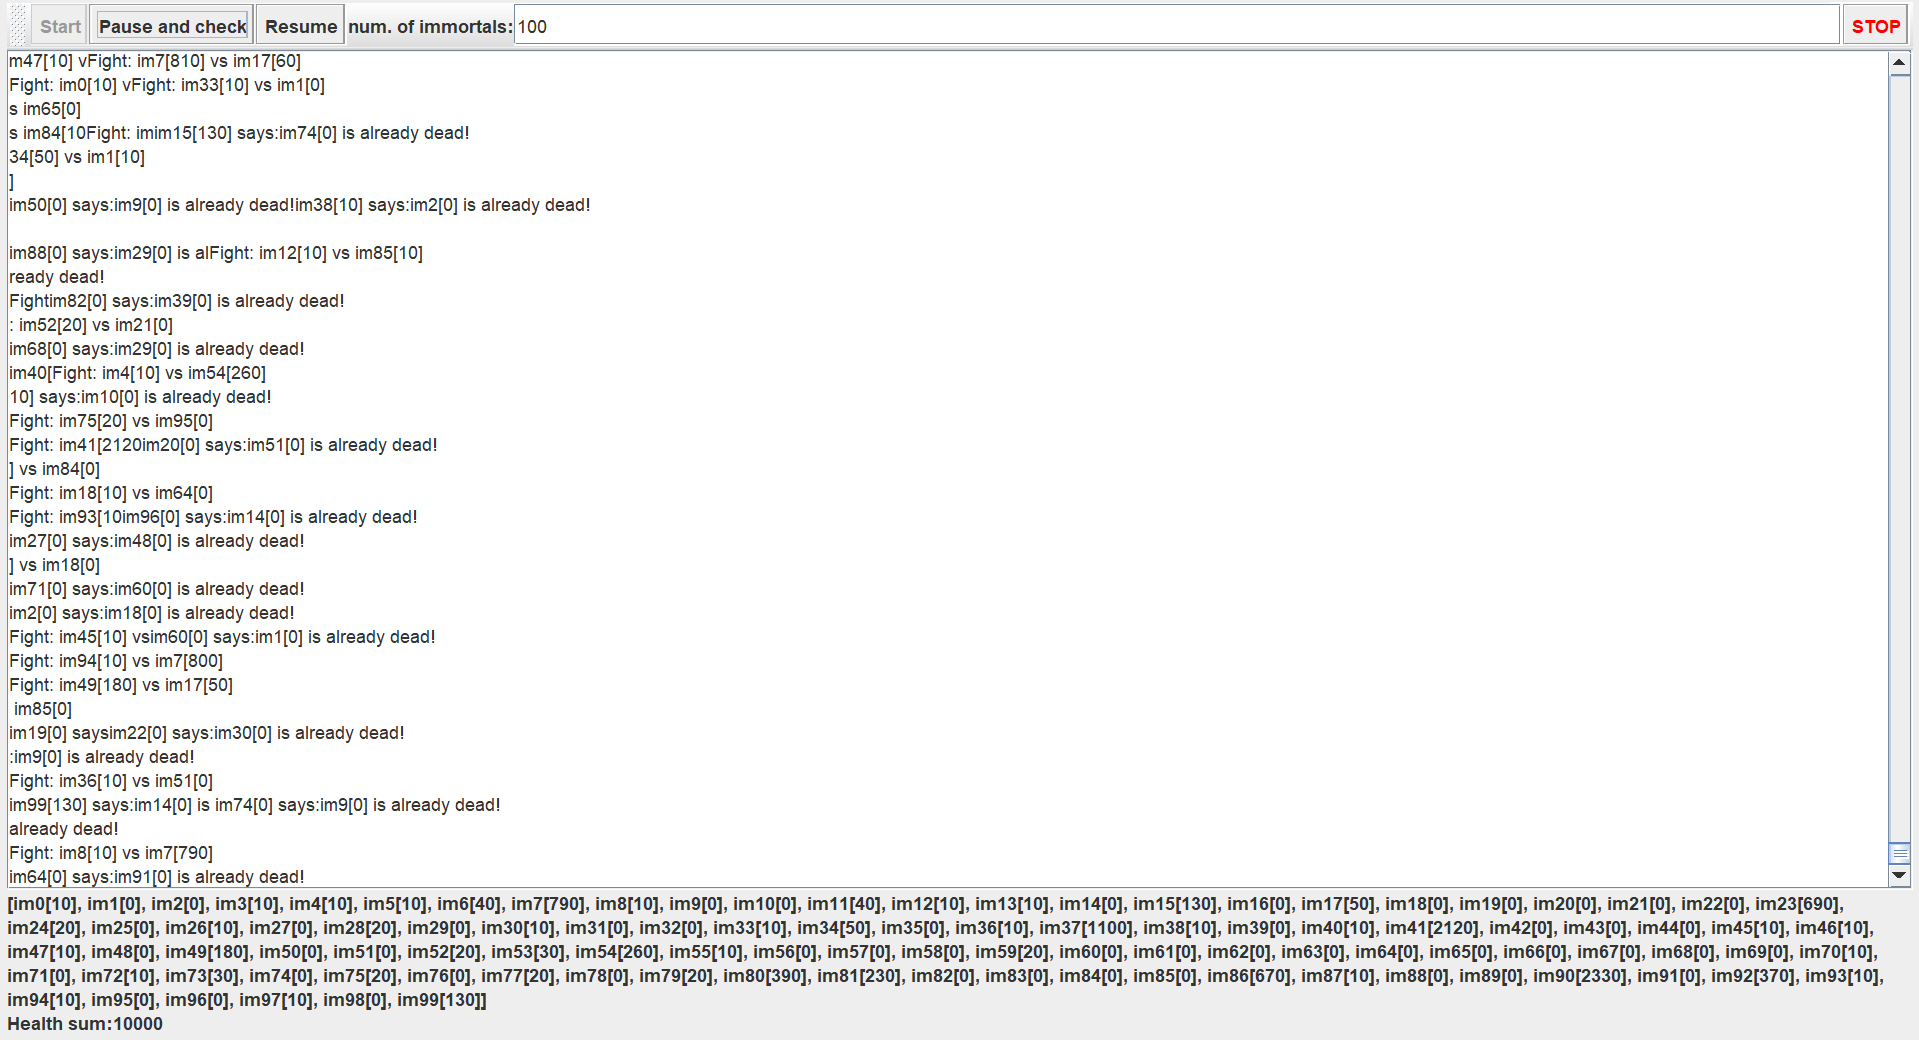 Start Pause and check Resume num. of immortals: 100 STOP
m47[10] vFight: im7[810] vs im17[60]
Fight: im0[10] vFight: im33[10] vs im1[0]
s im65[0]
s im84[10Fight: imim15[130] says:im74[0] is already dead!
34[50] vs im1[10]
]
im50[0] says:im9[0] is already dead!im38[10] says:im2[0] is already dead!
im88[0] says:im29[0] is alFight: im12[10] vs im85[10]
ready dead!
Fightim82[0] says:im39[0] is already dead!
: im52[20] vs im21[0]
im68[0] says:im29[0] is already dead!
im40[Fight: im4[10] vs im54[260]
10] says:im10[0] is already dead!
Fight: im75[20] vs im95[0]
Fight: im41[2120im20[0] says:im51[0] is already dead!
] vs im84[0]
Fight: im18[10] vs im64[0]
Fight: im93[10im96[0] says:im14[0] is already dead!
im27[0] says:im48[0] is already dead!
] vs im18[0]
im71[0] says:im60[0] is already dead!
im2[0] says:im18[0] is already dead!
Fight: im45[10] vsim60[0] says:im1[0] is already dead!
Fight: im94[10] vs im7[800]
Fight: im49[180] vs im17[50]
im85[0]
im19[0] saysim22[0] says:im30[0] is already dead!
:im9[0] is already dead!
Fight: im36[10] vs im51[0]
im99[130] says:im14[0] is im74[0] says:im9[0] is already dead!
already dead!
Fight: im8[10] vs im7[790]
im64[0] says:im91[0] is already dead!
[im0[10], im1[0], im2[0], im3[10], im4[10], im5[10], im6[40], im7[790], im8[10], im9[0], im10[0], im11[40], im12[10], im13[10], im14[0], im15[130], im16[0], im17[50], im18[0], im19[0], im20[0], im21[0], im22[0], im23[690],
im24[20], im25[0], im26[10], im27[0], im28[20], im29[0], im30[10], im31[0], im32[0], im33[10], im34[50], im35[0], im36[10], im37[1100], im38[10], im39[0], im40[10], im41[2120], im42[0], im43[0], im44[0], im45[10], im46[10],
im47[10], im48[0], im49[180], im50[0], im51[0], im52[20], im53[30], im54[260], im55[10], im56[0], im57[0], im58[0], im59[20], im60[0], im61[0], im62[0], im63[0], im64[0], im65[0], im66[0], im67[0], im68[0], im69[0], im70[10],
im71[0], im72[10], im73[30], im74[0], im75[20], im76[0], im77[20], im78[0], im79[20], im80[390], im81[230], im82[0], im83[0], im84[0], im85[0], im86[670], im87[10], im88[0], im89[0], im90[2330], im91[0], im92[370], im93[10],
im94[10], im95[0], im96[0], im97[10], im98[0], im99[130]]
Health sum:10000